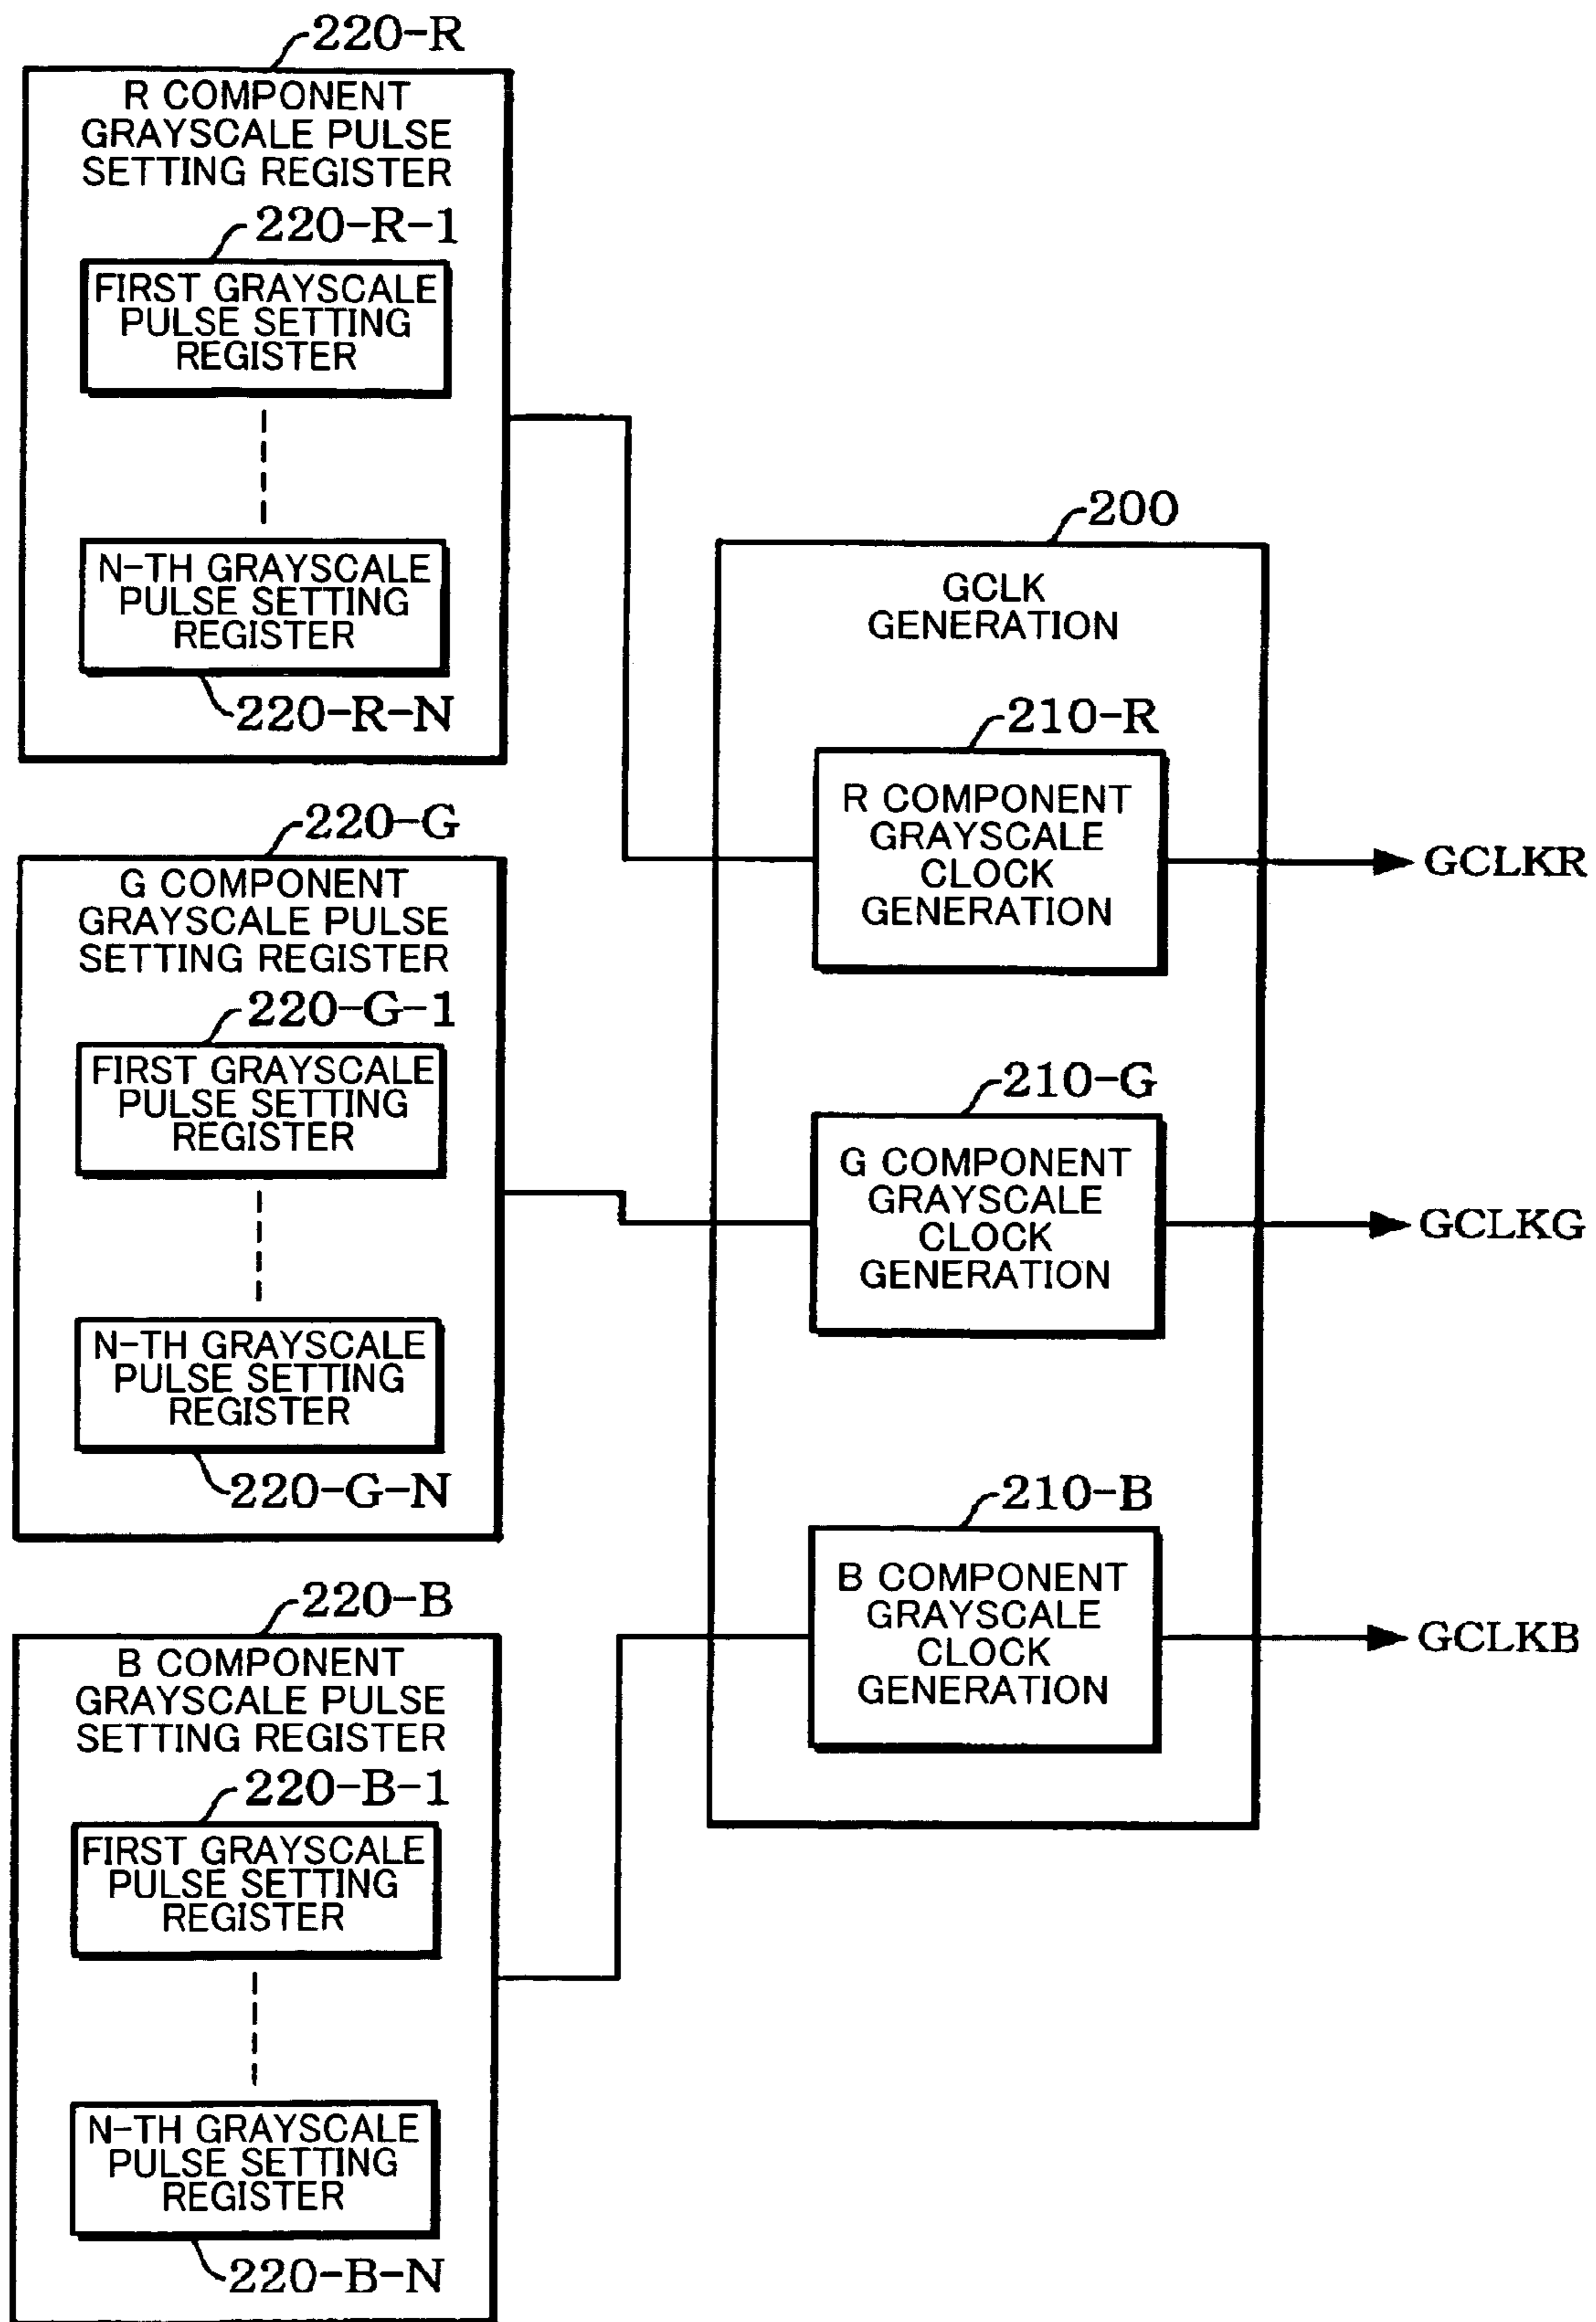 220-R
R COMPONENT
GRAYSCALE PULSE
SETTING REGISTER
220-R-1
FIRST GRAYSCALE
PULSE SETTING
REGISTER
N-TH GRAYSCALE
PULSE SETTING
REGISTER
220-R-N
220-G
G COMPONENT
GRAYSCALE PULSE
SETTING REGISTER
220-G-1
FIRST GRAYSCALE
PULSE SETTING
REGISTER
N-TH GRAYSCALE
PULSE SETTING
REGISTER
220-G-N
220-B
B COMPONENT
GRAYSCALE PULSE
SETTING REGISTER
220-B-1
FIRST GRAYSCALE
PULSE SETTING
REGISTER
N-TH GRAYSCALE
PULSE SETTING
REGISTER
220-B-N
200
GCLK
GENERATION
210-R
R COMPONENT
GRAYSCALE
CLOCK
GENERATION
GCLKR
210-G
G COMPONENT
GRAYSCALE
CLOCK
GENERATION
GCLKG
210-B
B COMPONENT
GRAYSCALE
CLOCK
GENERATION
GCLKB